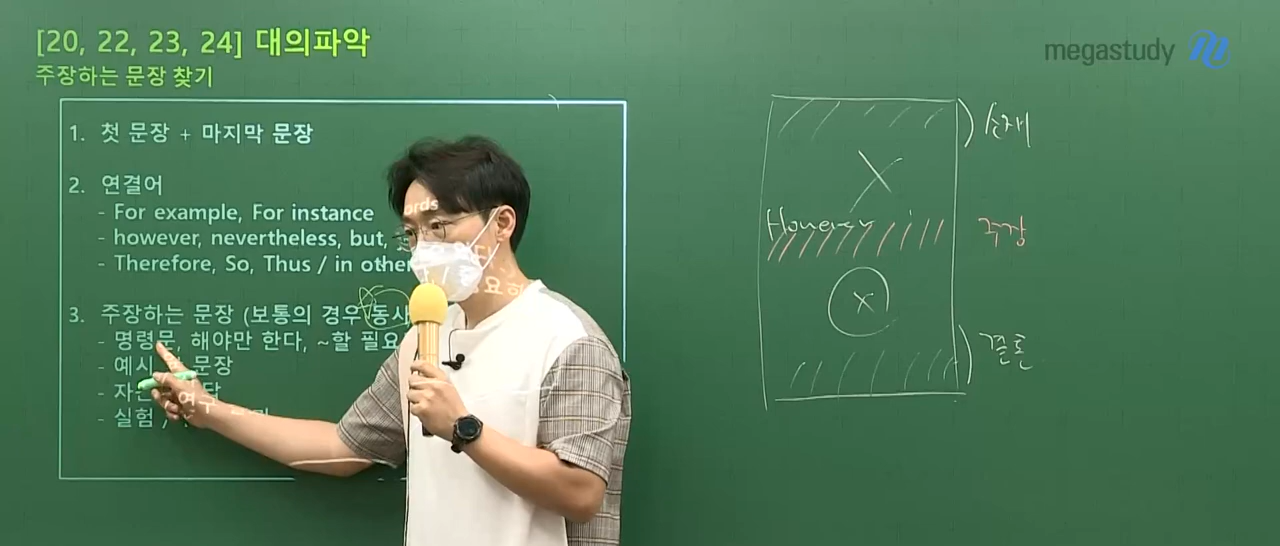 [20, 22, 23, 24] 대의파악
주장하는 문장 찾기
megastudy
1. 첫 문장 + 마지막 문장
2. 연결어
- For example, For instance
- however, nevertheless, but,
- Therefore, So, Thus / in other
3. 주장하는 문장 (보통의 경우 동사
- 명령문, 해야만 한다, ~할 필요
- 예시 문장
- 실험 /
소재
However
주장
결론